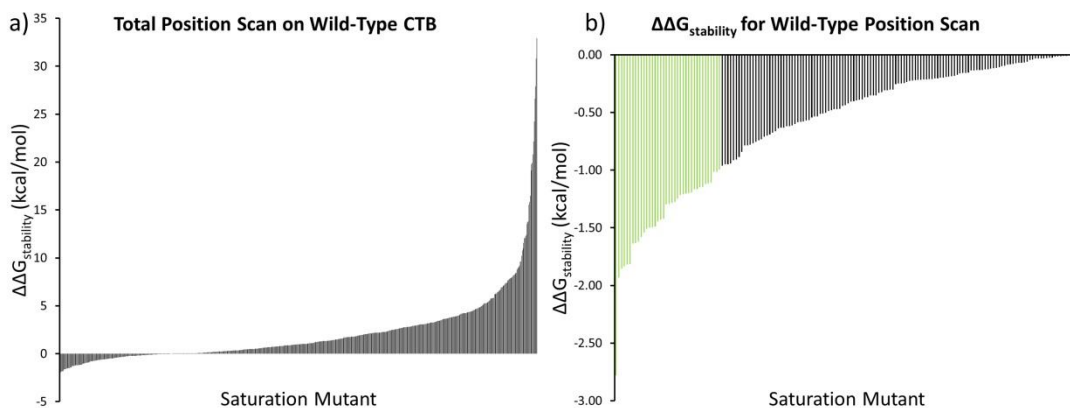 a)
Total Position Scan on Wild-Type CTB
ΔΔGstability (kcal/mol)
35
30
25
20
15
10
5
0
-5
Saturation Mutant
b)
ΔΔGstability for Wild-Type Position Scan
ΔΔGstability (kcal/mol)
0.00
-0.50
-1.00
-1.50
-2.00
-2.50
-3.00
Saturation Mutant